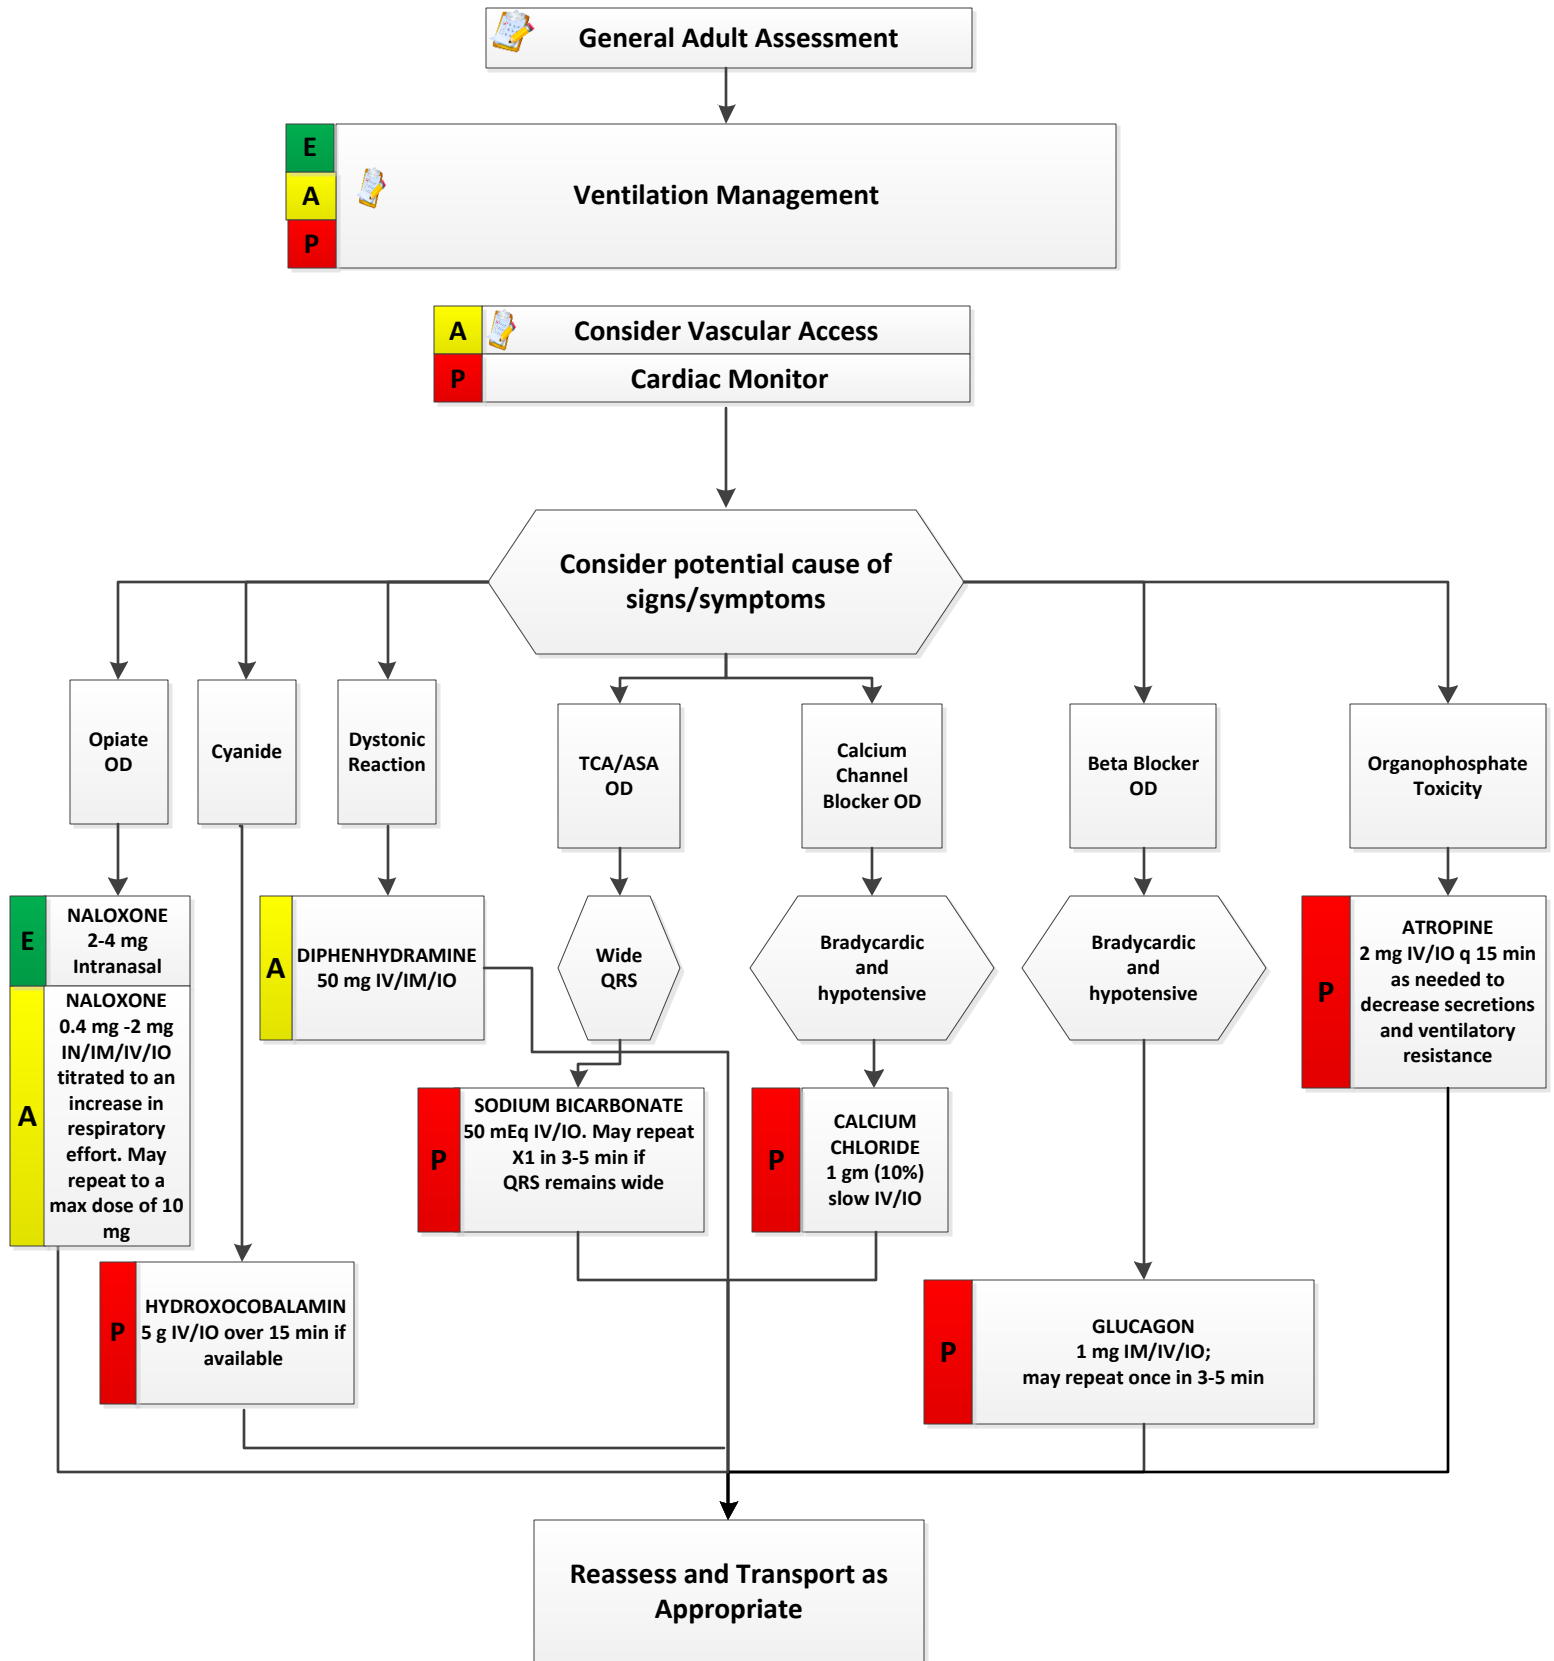 General Adult Assessment
E
A
P
Ventilation Management
A
Consider Vascular Access
P
Cardiac Monitor
Consider potential cause of
signs/symptoms
Opiate
OD
Cyanide
Dystonic
Reaction
TCA/ASA
OD
Calcium
Channel
Blocker OD
Beta Blocker
OD
Organophosphate
Toxicity
E
NALOXONE
2-4 mg
Intranasal
A
NALOXONE
0.4 mg -2 mg
IN/IM/IV/IO
titrated to an
increase in
respiratory
effort. May
repeat to a
max dose of 10
mg
A
DIPHENHYDRAMINE
50 mg IV/IM/IO
Wide
QRS
Bradycardic
and
hypotensive
Bradycardic
and
hypotensive
P
ATROPINE
2 mg IV/IO q 15 min
as needed to
decrease secretions
and ventilatory
resistance
P
SODIUM BICARBONATE
50 mEq IV/IO. May repeat
X1 in 3-5 min if
QRS remains wide
P
CALCIUM
CHLORIDE
1 gm (10%)
slow IV/IO
P
HYDROXOCOBALAMIN
5 g IV/IO over 15 min if
available
P
GLUCAGON
1 mg IM/IV/IO;
may repeat once in 3-5 min
Reassess and Transport as
Appropriate